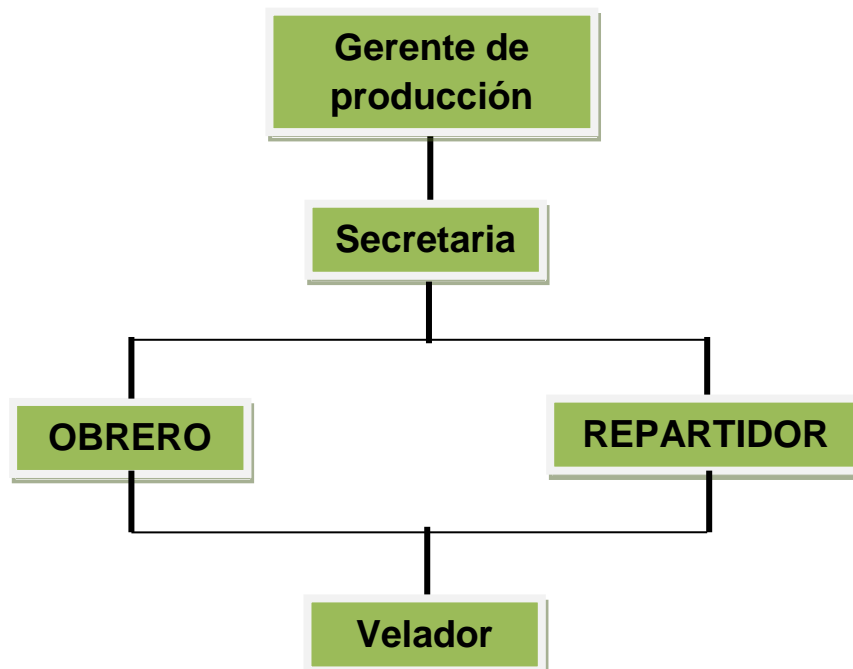 Gerente de
producción
Secretaria
OBRERO
REPARTIDOR
Velador